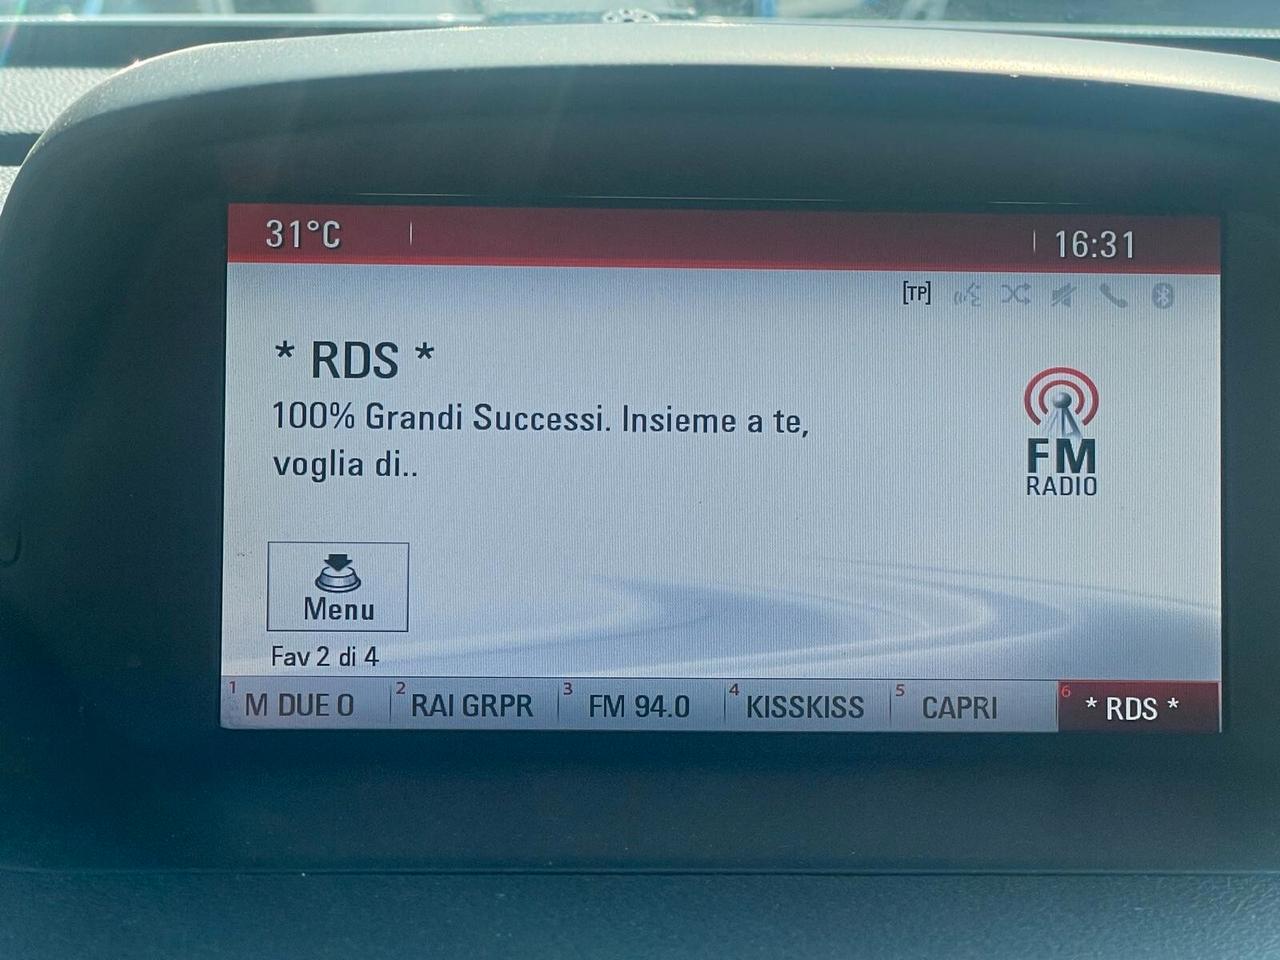 31°C
16:31
[TP]
* RDS *
100% Grandi Successi. Insieme a te,
voglia di..
FM
RADIO
Menu
Fav 2 di 4
1 M DUE O 2 RAI GRPR 3 FM 94.0 4 KISSKISS 5 CAPRI 6 * RDS *